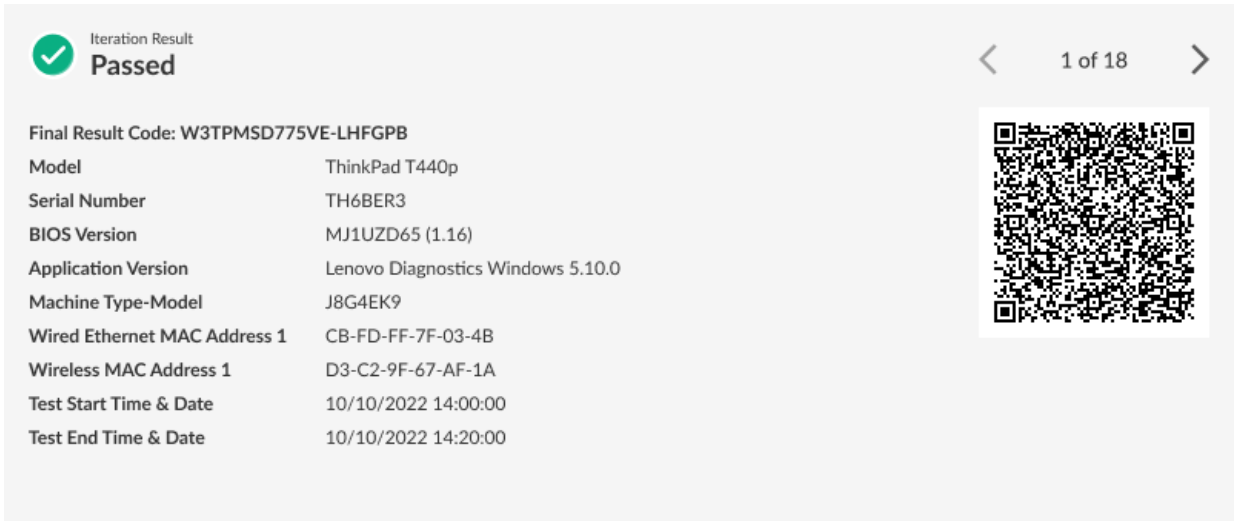 Iteration Result
Passed
1 of 18
Final Result Code: W3TPMSD775VE-LHFGPB
Model ThinkPad T440p
Serial Number TH6BER3
BIOS Version MJ1UZD65 (1.16)
Application Version Lenovo Diagnostics Windows 5.10.0
Machine Type-Model J8G4EK9
Wired Ethernet MAC Address 1 CB-FD-FF-7F-03-4B
Wireless MAC Address 1 D3-C2-9F-67-AF-1A
Test Start Time & Date 10/10/2022 14:00:00
Test End Time & Date 10/10/2022 14:20:00